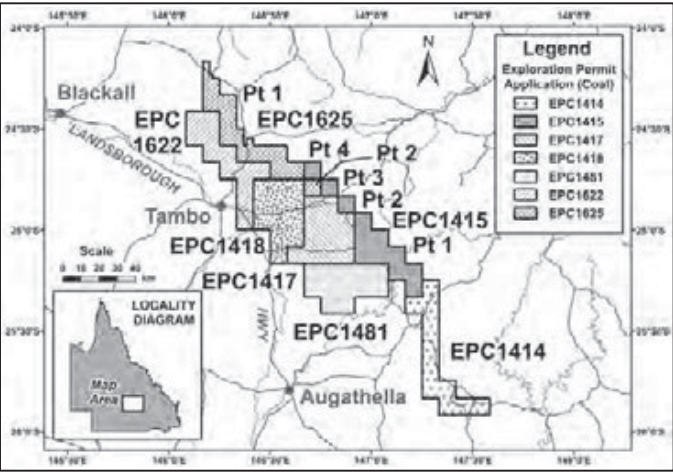 145°30'E 146°0'E 146°30'E 147°0'E 147°30'E 148°0'E
24°0'S
N
Legend
Exploration Permit
Application (Coal)
EPC1414
EPC1415
EPC1417
EPC1418
EPC1481
EPC1622
EPC1625
Blackall
Pt 1
EPC
1622
EPC1625
24°30'S
LANDSBOROUGH
Pt 4
Pt 2
Pt 3
Pt 2
Tambo
EPC1415
25°0'S
EPC1418
Pt 1
Scale
0 10 20 30 40
km
EPC1417
LOCALITY
DIAGRAM
HWY
EPC1481
25°30'S
EPC1414
Map
Area
Augathella
26°0'S
145°30'E 146°0'E 146°30'E 147°0'E 147°30'E 148°0'E